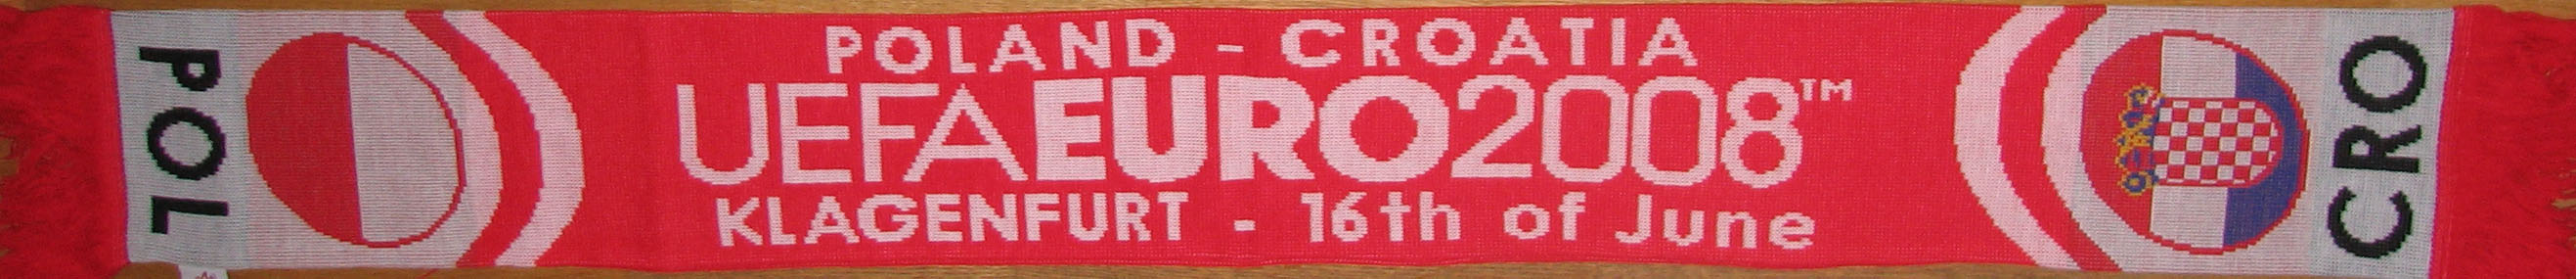 POL
POLAND - CROATIA
UEFAEURO2008™
KLAGENFURT - 16th of June
CRO